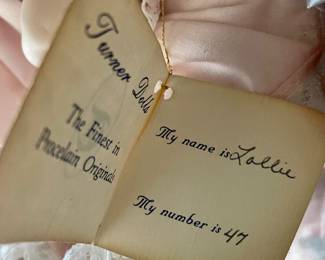 Turner Dolls
The Finest in
Porcelain Originals
My name is Lollie
My number is 47